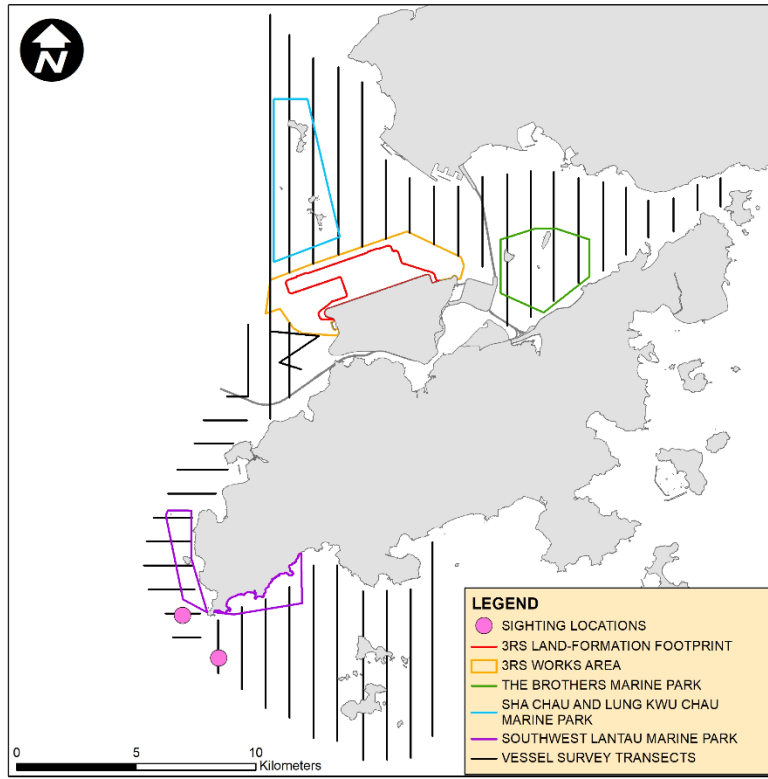 N
LEGEND
SIGHTING LOCATIONS
3RS LAND-FORMATION FOOTPRINT
3RS WORKS AREA
THE BROTHERS MARINE PARK
SHA CHAU AND LUNG KWU CHAU
MARINE PARK
SOUTHWEST LANTAU MARINE PARK
VESSEL SURVEY TRANSECTS
0 5 10
Kilometers